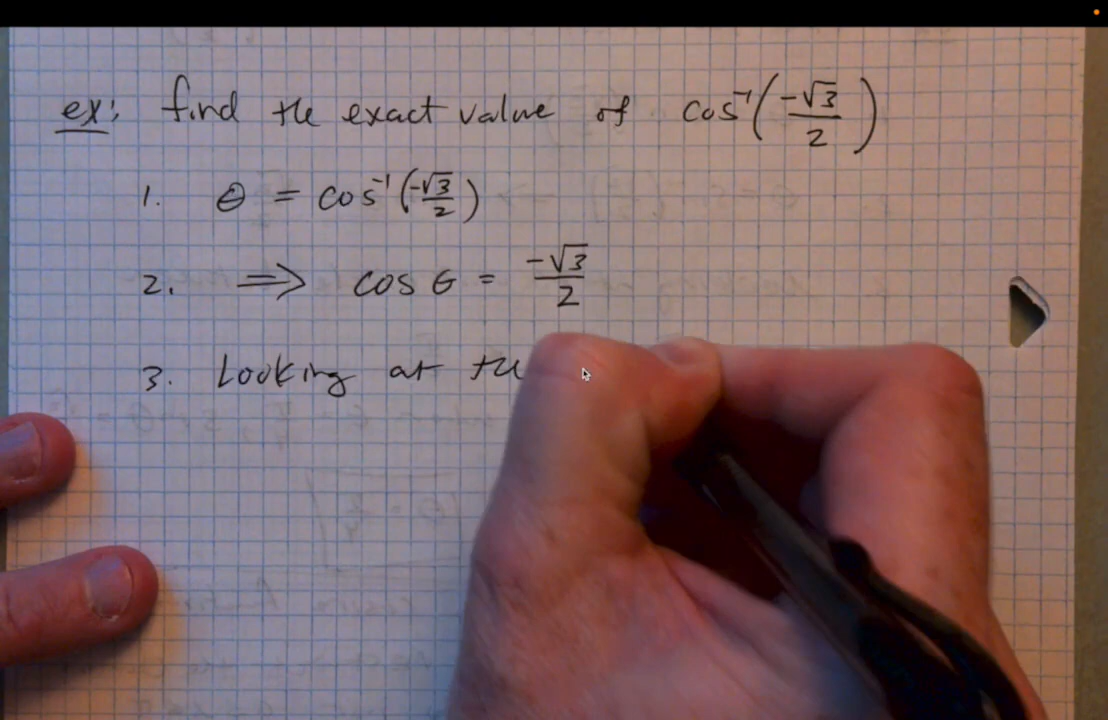 ex: find the exact value of cos⁻¹(-√3/2)
1. θ = cos⁻¹(-√3/2)
2. ⟹ cos θ = -√3/2
3. Looking at the